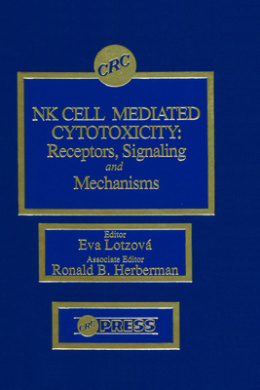 CRC
NK CELL MEDIATED
CYTOTOXICITY:
Receptors, Signaling
and
Mechanisms
Editor
Eva Lotzová
Associate Editor
Ronald B. Herberman
CRC PRESS